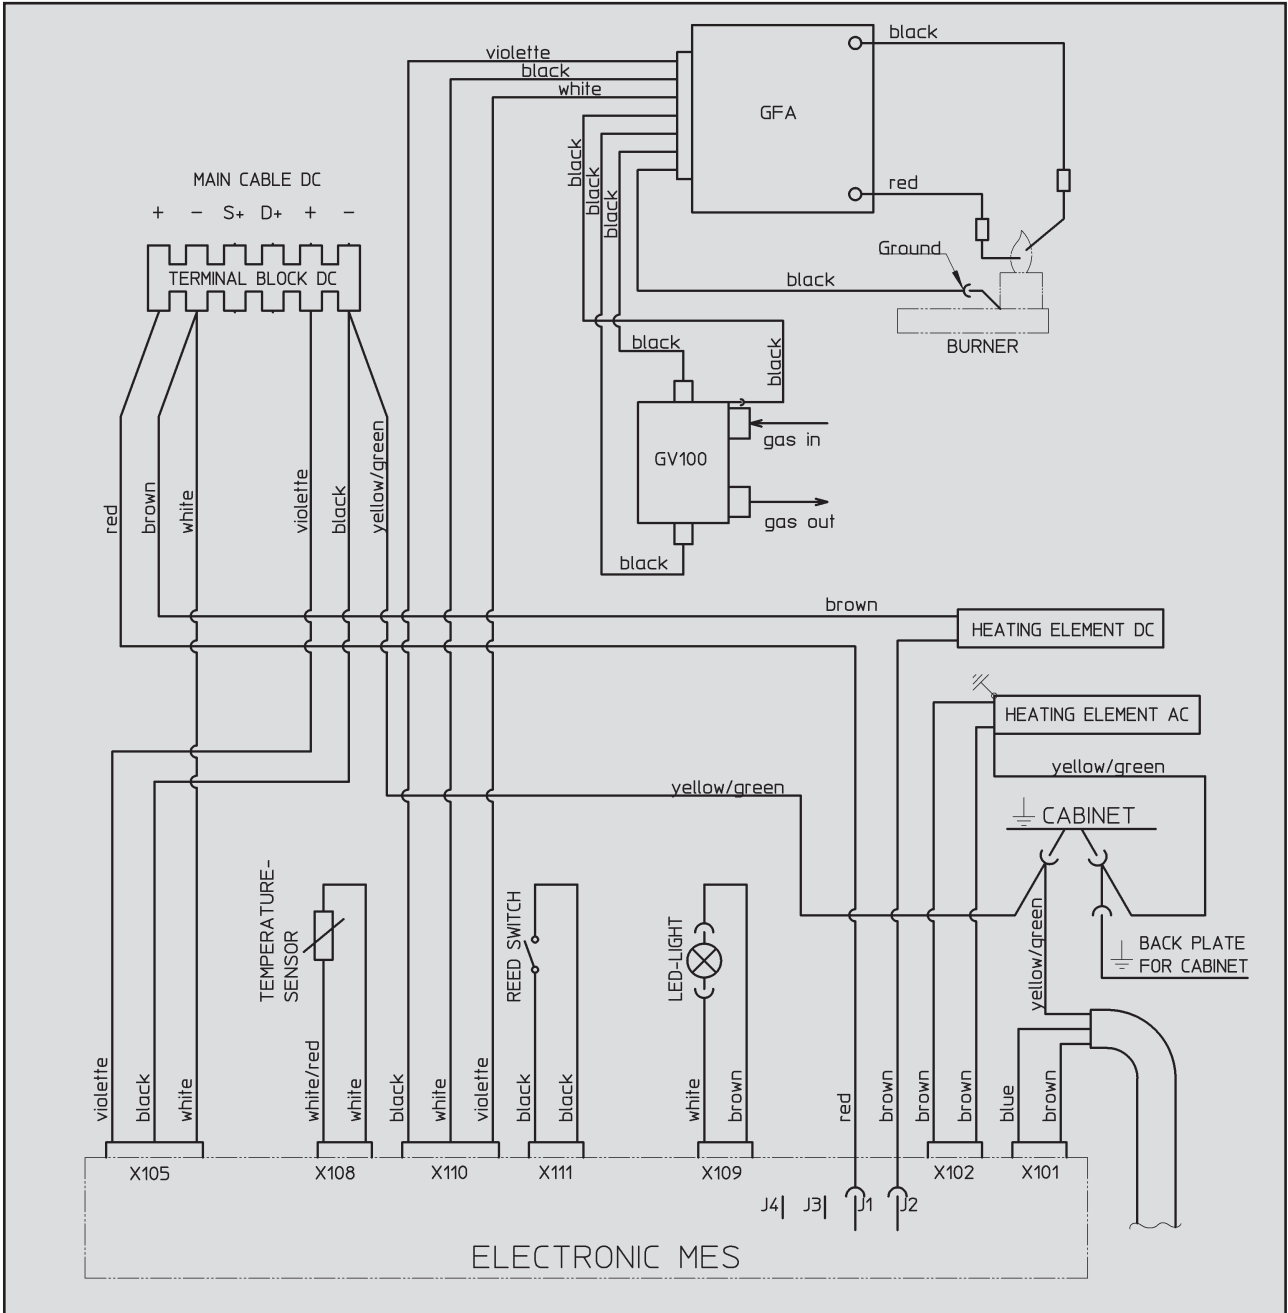 violette
black
white
GFA
black
red
black
black
black
MAIN CABLE DC
+ - S+ D+ + -
TERMINAL BLOCK DC
Ground
black
BURNER
black
black
GV100
gas in
gas out
black
red
brown
white
violette
black
yellow/green
brown
HEATING ELEMENT DC
HEATING ELEMENT AC
yellow/green
yellow/green
CABINET
TEMPERATURE-
SENSOR
REED SWITCH
LED-LIGHT
yellow/green
BACK PLATE
FOR CABINET
violette
black
white
white/red
white
black
white
violette
black
black
white
brown
red
brown
brown
brown
blue
brown
X105
X108
X110
X111
X109
X102
X101
J4
J3
J1
J2
ELECTRONIC MES